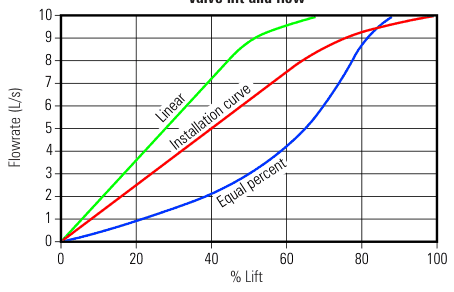 Valve lift and flow
10
9
8
7
6
5
4
3
2
1
0
Flowrate (L/s)
Linear
Installation curve
Equal percent
0 20 40 60 80 100
% Lift